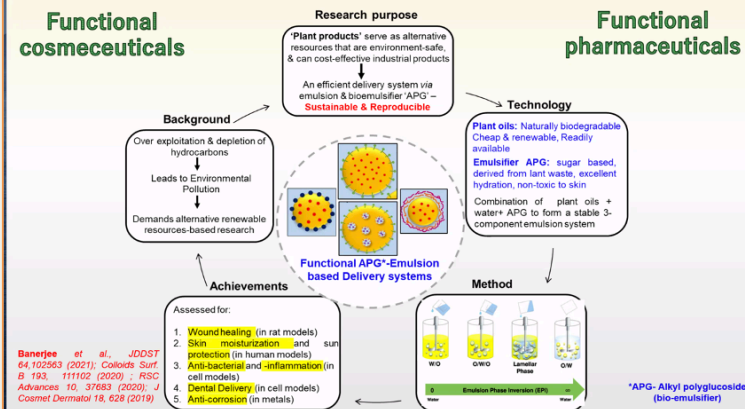 Functional
cosmeceuticals
Research purpose
'Plant products' serve as alternative
resources that are environment-safe,
& can cost-effective industrial products
An efficient delivery system via
emulsion & bioemulsifier 'APG' –
Sustainable & Reproducible
Functional
pharmaceuticals
Background
Over exploitation & depletion of
hydrocarbons
Leads to Environmental
Pollution
Demands alternative renewable
resources-based research
Technology
Plant oils: Naturally biodegradable
Cheap & renewable, Readily
available
Emulsifier APG: sugar based,
derived from lant waste, excellent
hydration, non-toxic to skin
Combination of plant oils +
water+ APG to form a stable 3-
component emulsion system
Functional APG*-Emulsion
based Delivery systems
Achievements
Assessed for:
1. Wound healing (in rat models)
2. Skin moisturization and sun
protection (in human models)
3. Anti-bacterial and -inflammation (in
cell models)
4. Dental Delivery (in cell models)
5. Anti-corrosion (in metals)
Method
W/O
O/W/O
Lamellar
Phase
O/W
0
Emulsion Phase Inversion (EPI)
∞
Water
Water
Banerjee et al., JDDST
64,102563 (2021); Colloids Surf.
B 193, 111102 (2020) ; RSC
Advances 10, 37683 (2020); J
Cosmet Dermatol 18, 628 (2019)
*APG- Alkyl polyglucoside
(bio-emulsifier)